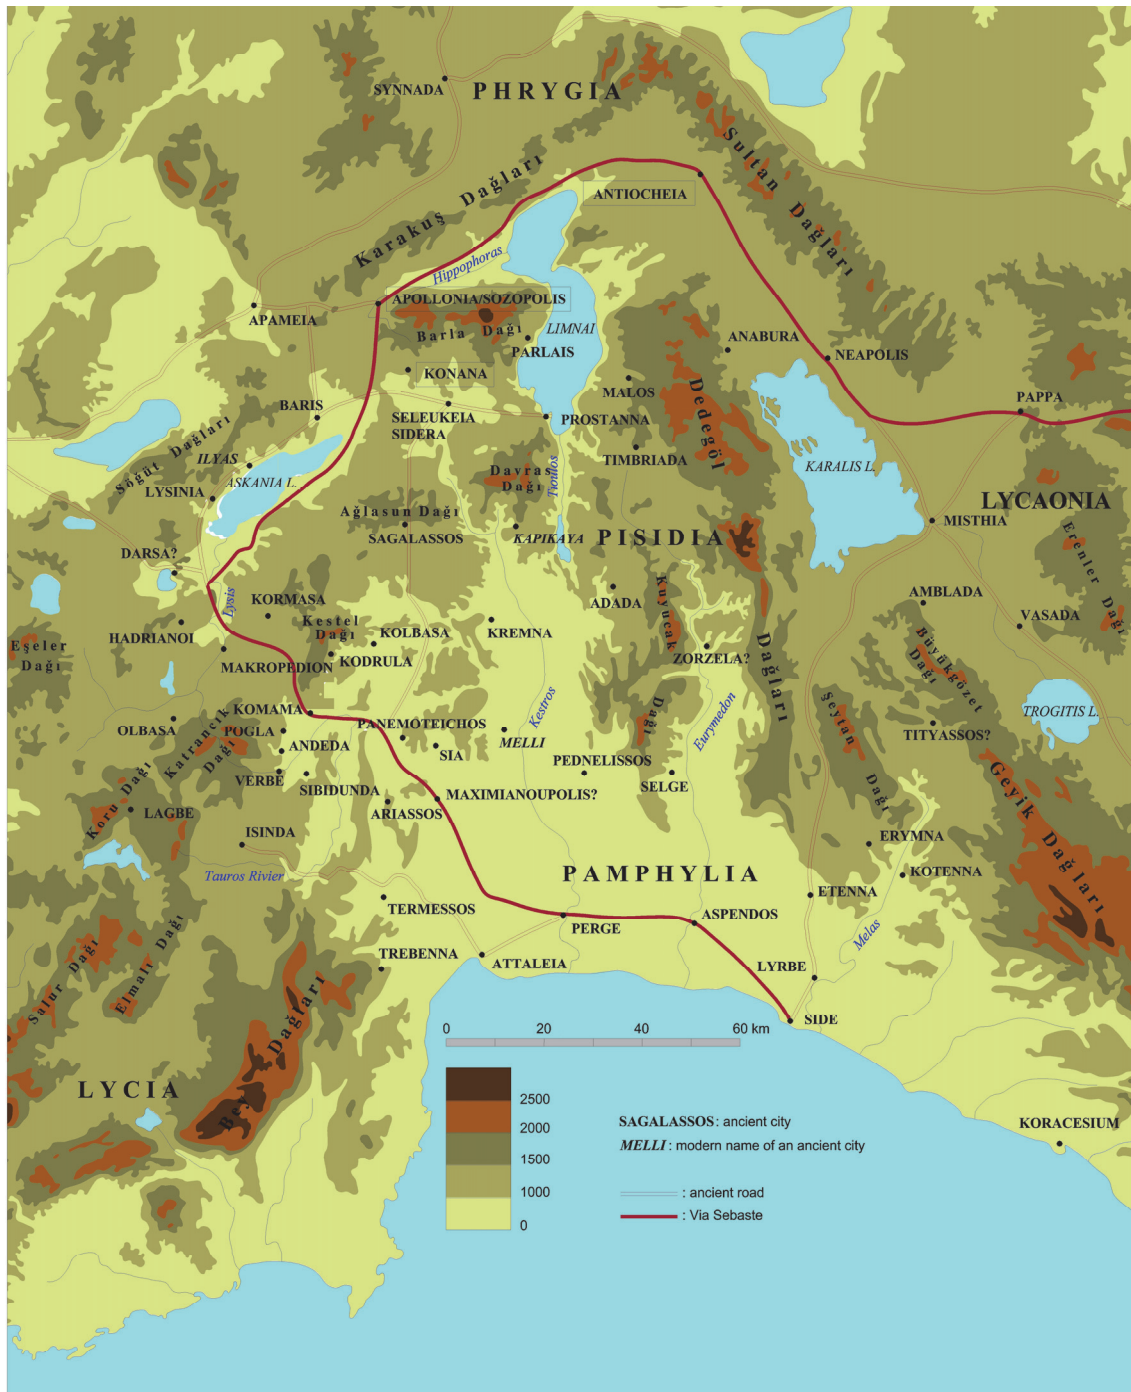 SYNNADA
PHRYGIA
Sultan Dağları
Karakuş Dağları
ANTIOCHEIA
Hippophoras
APOLLONIA/SOZOPOLIS
APAMEIA
Barla Dağı
LIMNAI
PARLAIS
ANABURA
NEAPOLIS
KONANA
MALOS
Dedegöl
PAPPA
BARIS
SELEUKEIA
SIDERA
PROSTANNA
Söğüt Dağları
ILYAS
TIMBRIADA
KARALIS L.
ASKANIA L.
LYSINIA
Davras
Dağı
Tioulos
LYCAONIA
Ağlasun Dağı
SAGALASSOS
KAPIKAYA
PISIDIA
MISTHIA
Erenler
Dağı
DARSA?
Lysis
KORMASA
ADADA
Kuyucak
Dağı
AMBLADA
VASADA
HADRIANOI
Kestel
Dağı
KOLBASA
KREMNA
Eşeler
Dağı
MAKROPEDION
KODRULA
ZORZELA?
Dağları
Büyükgözet
Dağı
Kestros
Eurymedon
Şeytan
Dağı
TROGITIS L.
KOMAMA
OLBASA
POGLA
PANEMOTEICHOS
MELLI
TITYASSOS?
Katrancık
Dağı
ANDEDA
SIA
VERBE
SIBIDUNDA
PEDNELISSOS
SELGE
Geyik Dağları
Koru Dağı
LAGBE
ARIASSOS
MAXIMIANOUPOLIS?
ISINDA
ERYMNA
Tauros Rivier
PAMPHYLIA
KOTENNA
TERMESSOS
ETENNA
PERGE
ASPENDOS
Melas
Salur Dağı
Elmalı Dağı
TREBENNA
ATTALEIA
LYRBE
Bey Dağları
SIDE
0 20 40 60 km
LYCIA
2500
2000
1500
1000
0
SAGALASSOS : ancient city
MELLI : modern name of an ancient city
: ancient road
: Via Sebaste
KORACESIUM